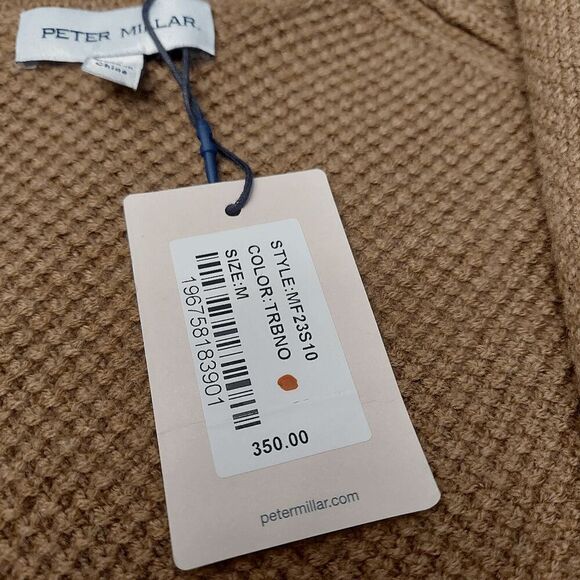 PETER MILLAR
China
STYLE:MF23S10
COLOR:TRBNO
SIZE:M
196758183901
350.00
petermillar.com